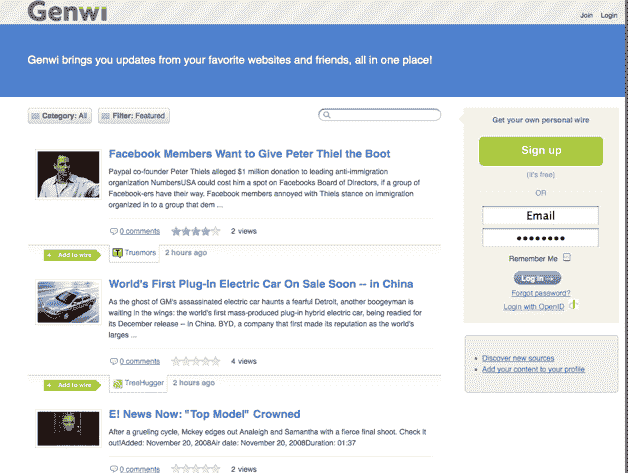 Genwi
Join Login
Genwi brings you updates from your favorite websites and friends, all in one place!
Category: All
Filter: Featured
Facebook Members Want to Give Peter Thiel the Boot
Paypal co-founder Peter Thiels alleged $1 million donation to leading anti-immigration
organization NumbersUSA could cost him a spot on Facebooks Board of Directors, if a group of
Facebook-ers have their way. Facebook members annoyed with Thiels stance on immigration
organized in to a group that dem ...
0 comments 2 views
+ Add to wire Truemors 2 hours ago
World's First Plug-In Electric Car On Sale Soon -- in China
As the ghost of GM's assassinated electric car haunts a fearful Detroit, another boogeyman is
waiting in the wings: the world's first mass-produced plug-in hybrid electric car, being readied for
its December release -- in China. BYD, a company that first made its reputation as the world's
larges ...
0 comments 4 views
+ Add to wire TreeHugger 2 hours ago
E! News Now: "Top Model" Crowned
After a grueling cycle, Mckey edges out Analeigh and Samantha with a fierce final shoot. Check it
out!Added: November 20, 2008Air date: November 20, 2008Duration: 01:37
0 comments 2 views
Get your own personal wire
Sign up
(it's free)
OR
Email
Remember Me
Log in →
Forgot password?
Login with OpenID
Discover new sources
Add your content to your profile